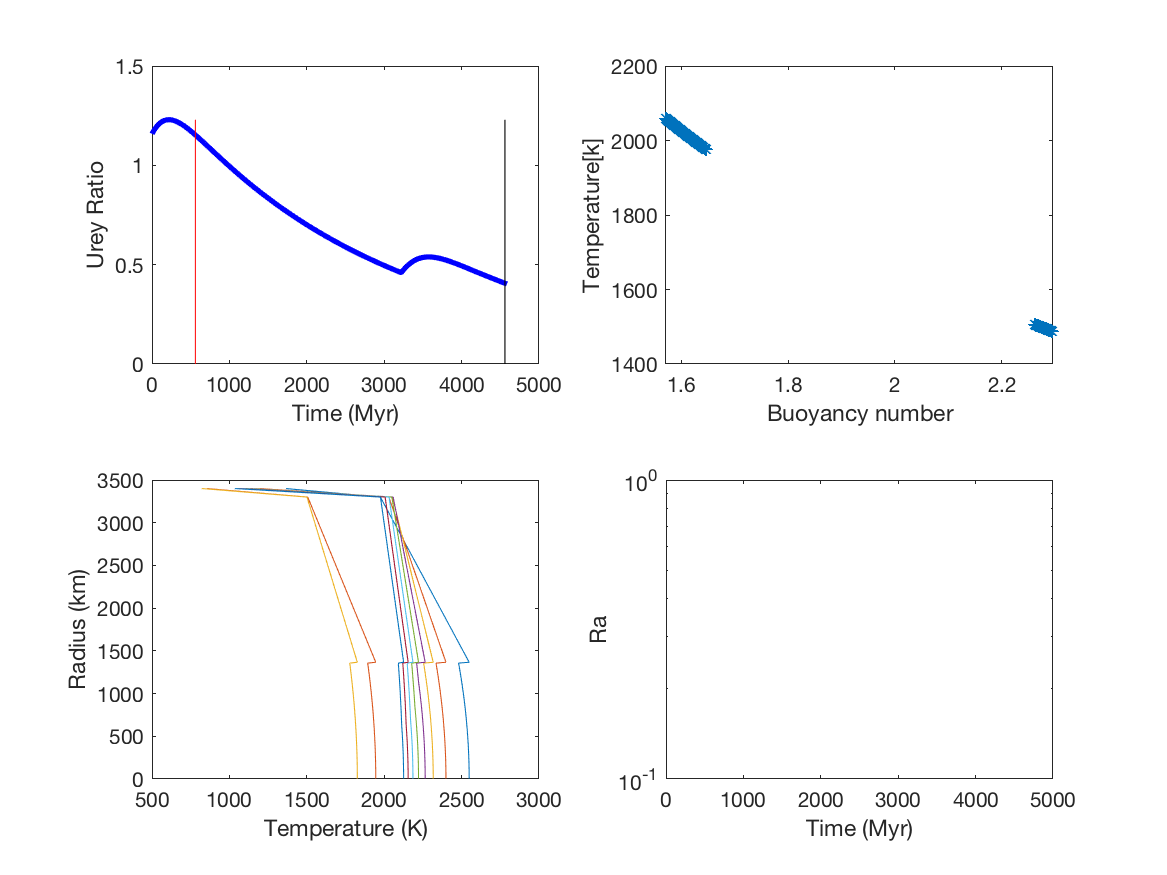 1.5
1
0.5
0
Urey Ratio
0 1000 2000 3000 4000 5000
Time (Myr)
2200
2000
1800
1600
1400
Temperature[k]
1.6 1.8 2 2.2
Buoyancy number
3500
3000
2500
2000
1500
1000
500
0
Radius (km)
500 1000 1500 2000 2500 3000
Temperature (K)
10^0
10^-1
Ra
0 1000 2000 3000 4000 5000
Time (Myr)